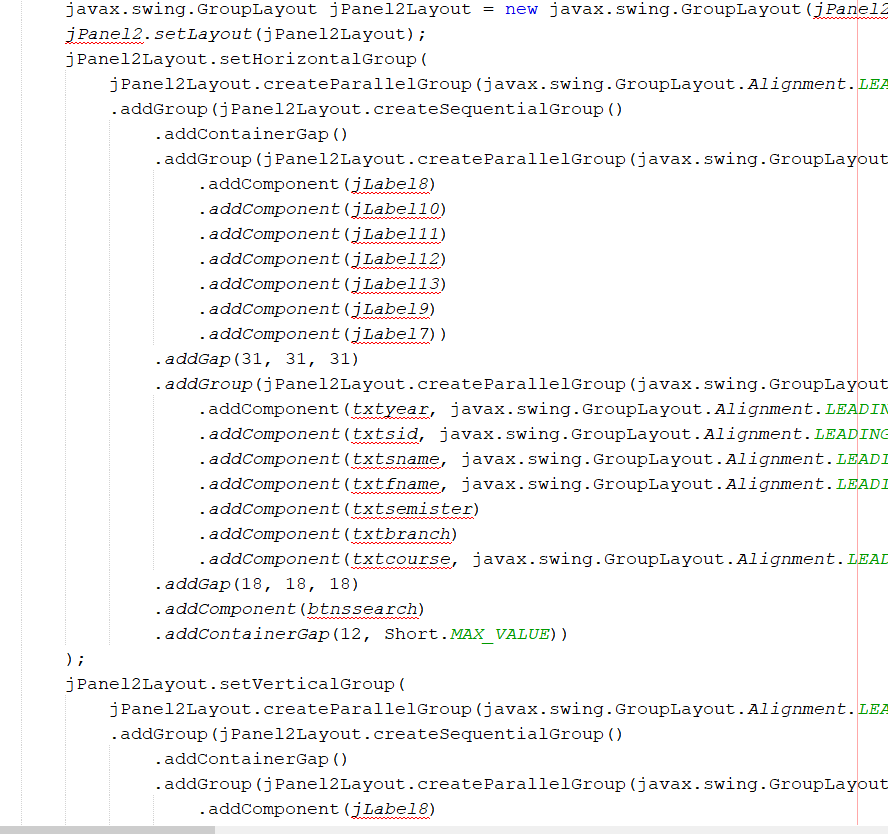 javax.swing.GroupLayout jPanel2Layout = new javax.swing.GroupLayout(jPanel2
jPanel2.setLayout(jPanel2Layout);
jPanel2Layout.setHorizontalGroup(
jPanel2Layout.createParallelGroup(javax.swing.GroupLayout.Alignment.LEA
.addGroup(jPanel2Layout.createSequentialGroup()
.addContainerGap()
.addGroup(jPanel2Layout.createParallelGroup(javax.swing.GroupLayout
.addComponent(jLabel8)
.addComponent(jLabel10)
.addComponent(jLabel11)
.addComponent(jLabel12)
.addComponent(jLabel13)
.addComponent(jLabel9)
.addComponent(jLabel7))
.addGap(31, 31, 31)
.addGroup(jPanel2Layout.createParallelGroup(javax.swing.GroupLayout
.addComponent(txtyear, javax.swing.GroupLayout.Alignment.LEADIN
.addComponent(txtsid, javax.swing.GroupLayout.Alignment.LEADING
.addComponent(txtsname, javax.swing.GroupLayout.Alignment.LEADI
.addComponent(txtfname, javax.swing.GroupLayout.Alignment.LEADI
.addComponent(txtsemister)
.addComponent(txtbranch)
.addComponent(txtcourse, javax.swing.GroupLayout.Alignment.LEAD
.addGap(18, 18, 18)
.addComponent(btnssearch)
.addContainerGap(12, Short.MAX_VALUE))
);
jPanel2Layout.setVerticalGroup(
jPanel2Layout.createParallelGroup(javax.swing.GroupLayout.Alignment.LEA
.addGroup(jPanel2Layout.createSequentialGroup()
.addContainerGap()
.addGroup(jPanel2Layout.createParallelGroup(javax.swing.GroupLayout
.addComponent(jLabel8)